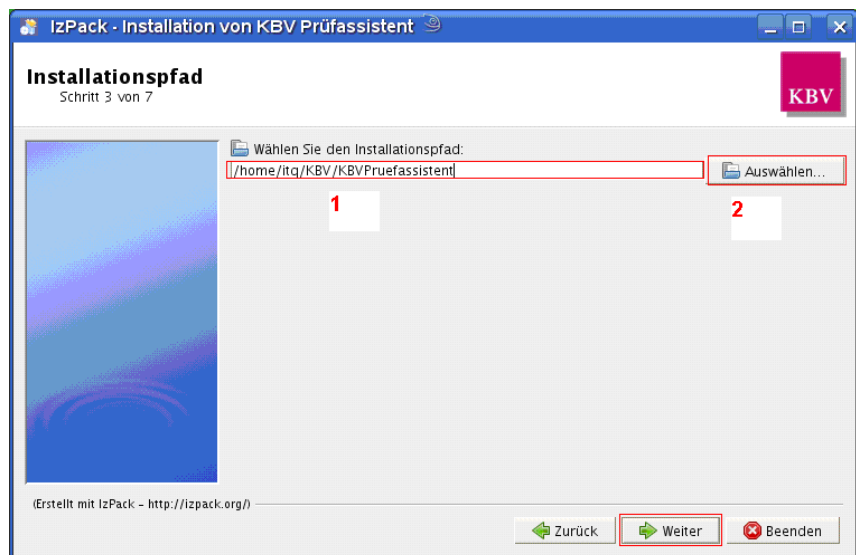 IzPack - Installation von KBV Prüfassistent
Installationspfad
Schritt 3 von 7
KBV
Wählen Sie den Installationspfad:
/home/itq/KBV/KBVPruefassistent
Auswählen...
1
2
(Erstellt mit IzPack - http://izpack.org/)
Zurück
Weiter
Beenden